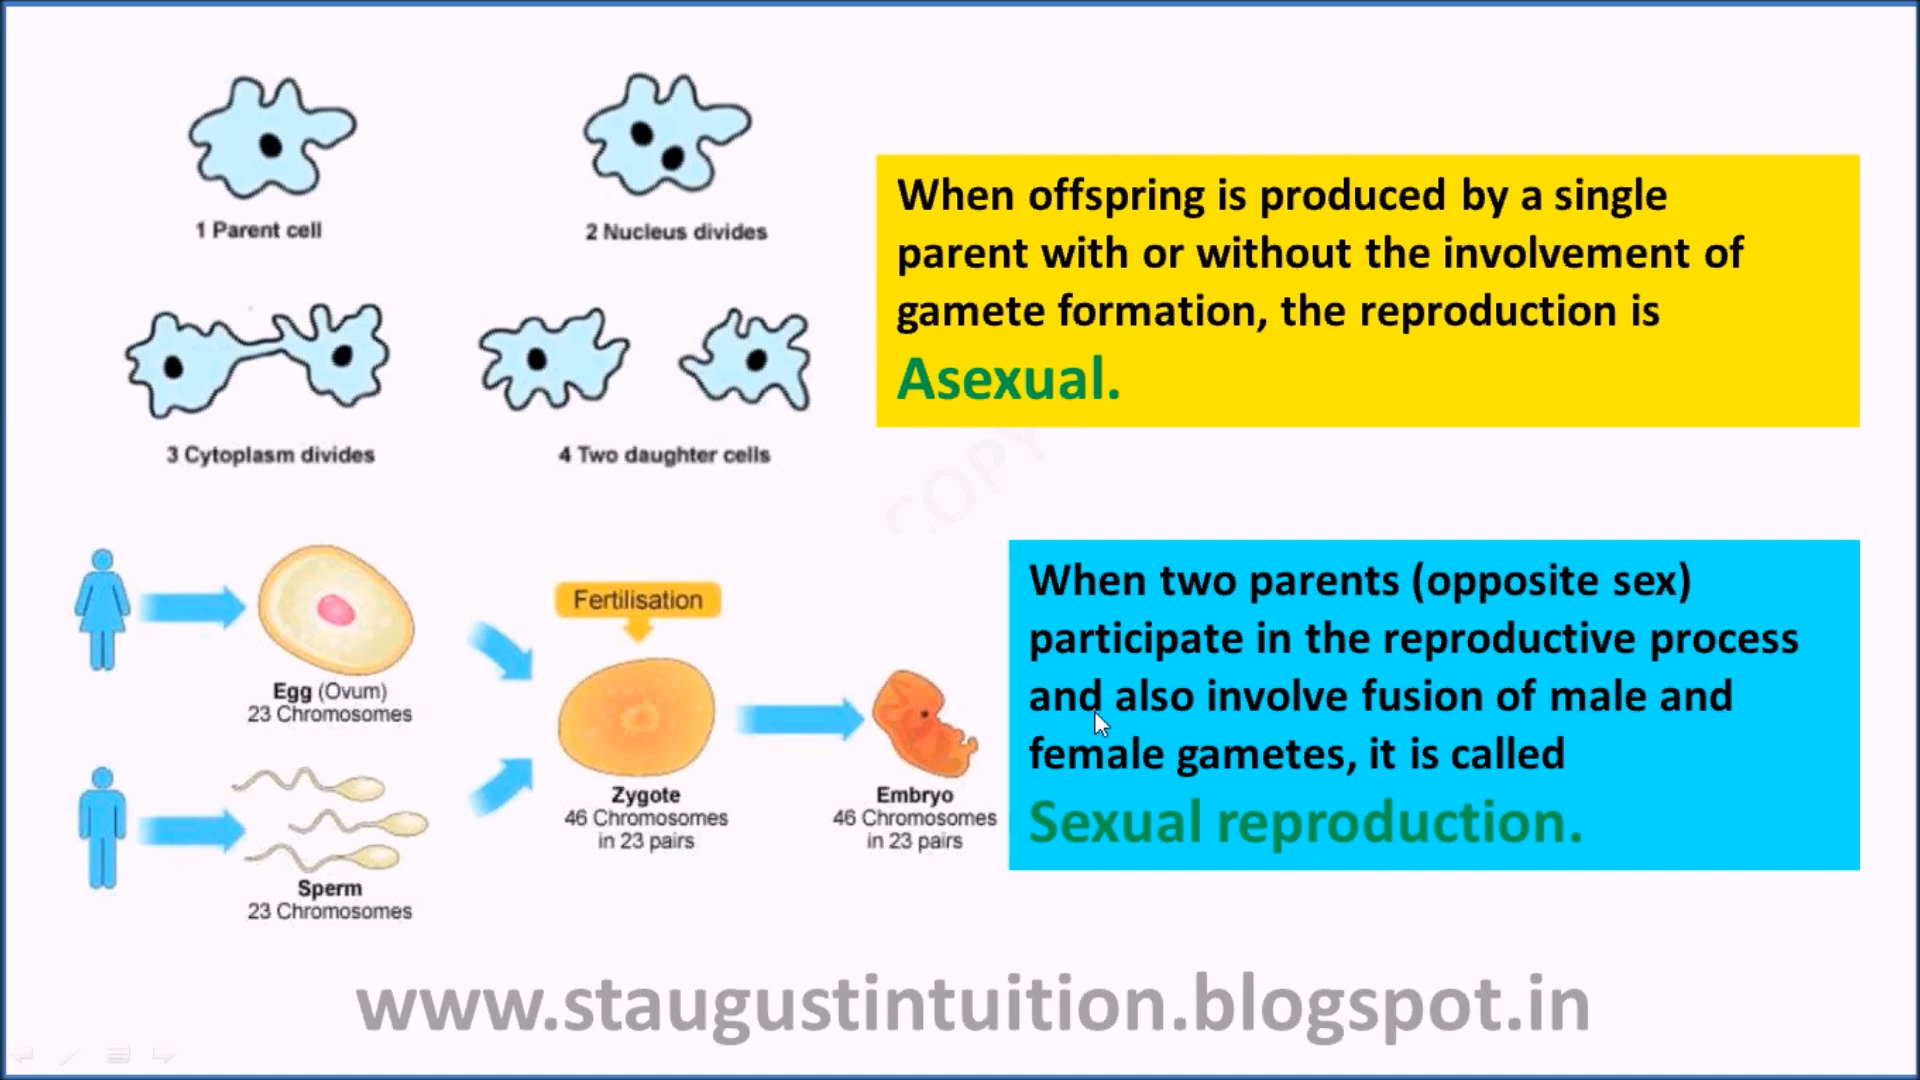 1 Parent cell
2 Nucleus divides
3 Cytoplasm divides
4 Two daughter cells
When offspring is produced by a single
parent with or without the involvement of
gamete formation, the reproduction is
Asexual.
COPY
Egg (Ovum)
23 Chromosomes
Sperm
23 Chromosomes
Fertilisation
Zygote
46 Chromosomes
in 23 pairs
Embryo
46 Chromosomes
in 23 pairs
When two parents (opposite sex)
participate in the reproductive process
and also involve fusion of male and
female gametes, it is called
Sexual reproduction.
www.staugustintuition.blogspot.in